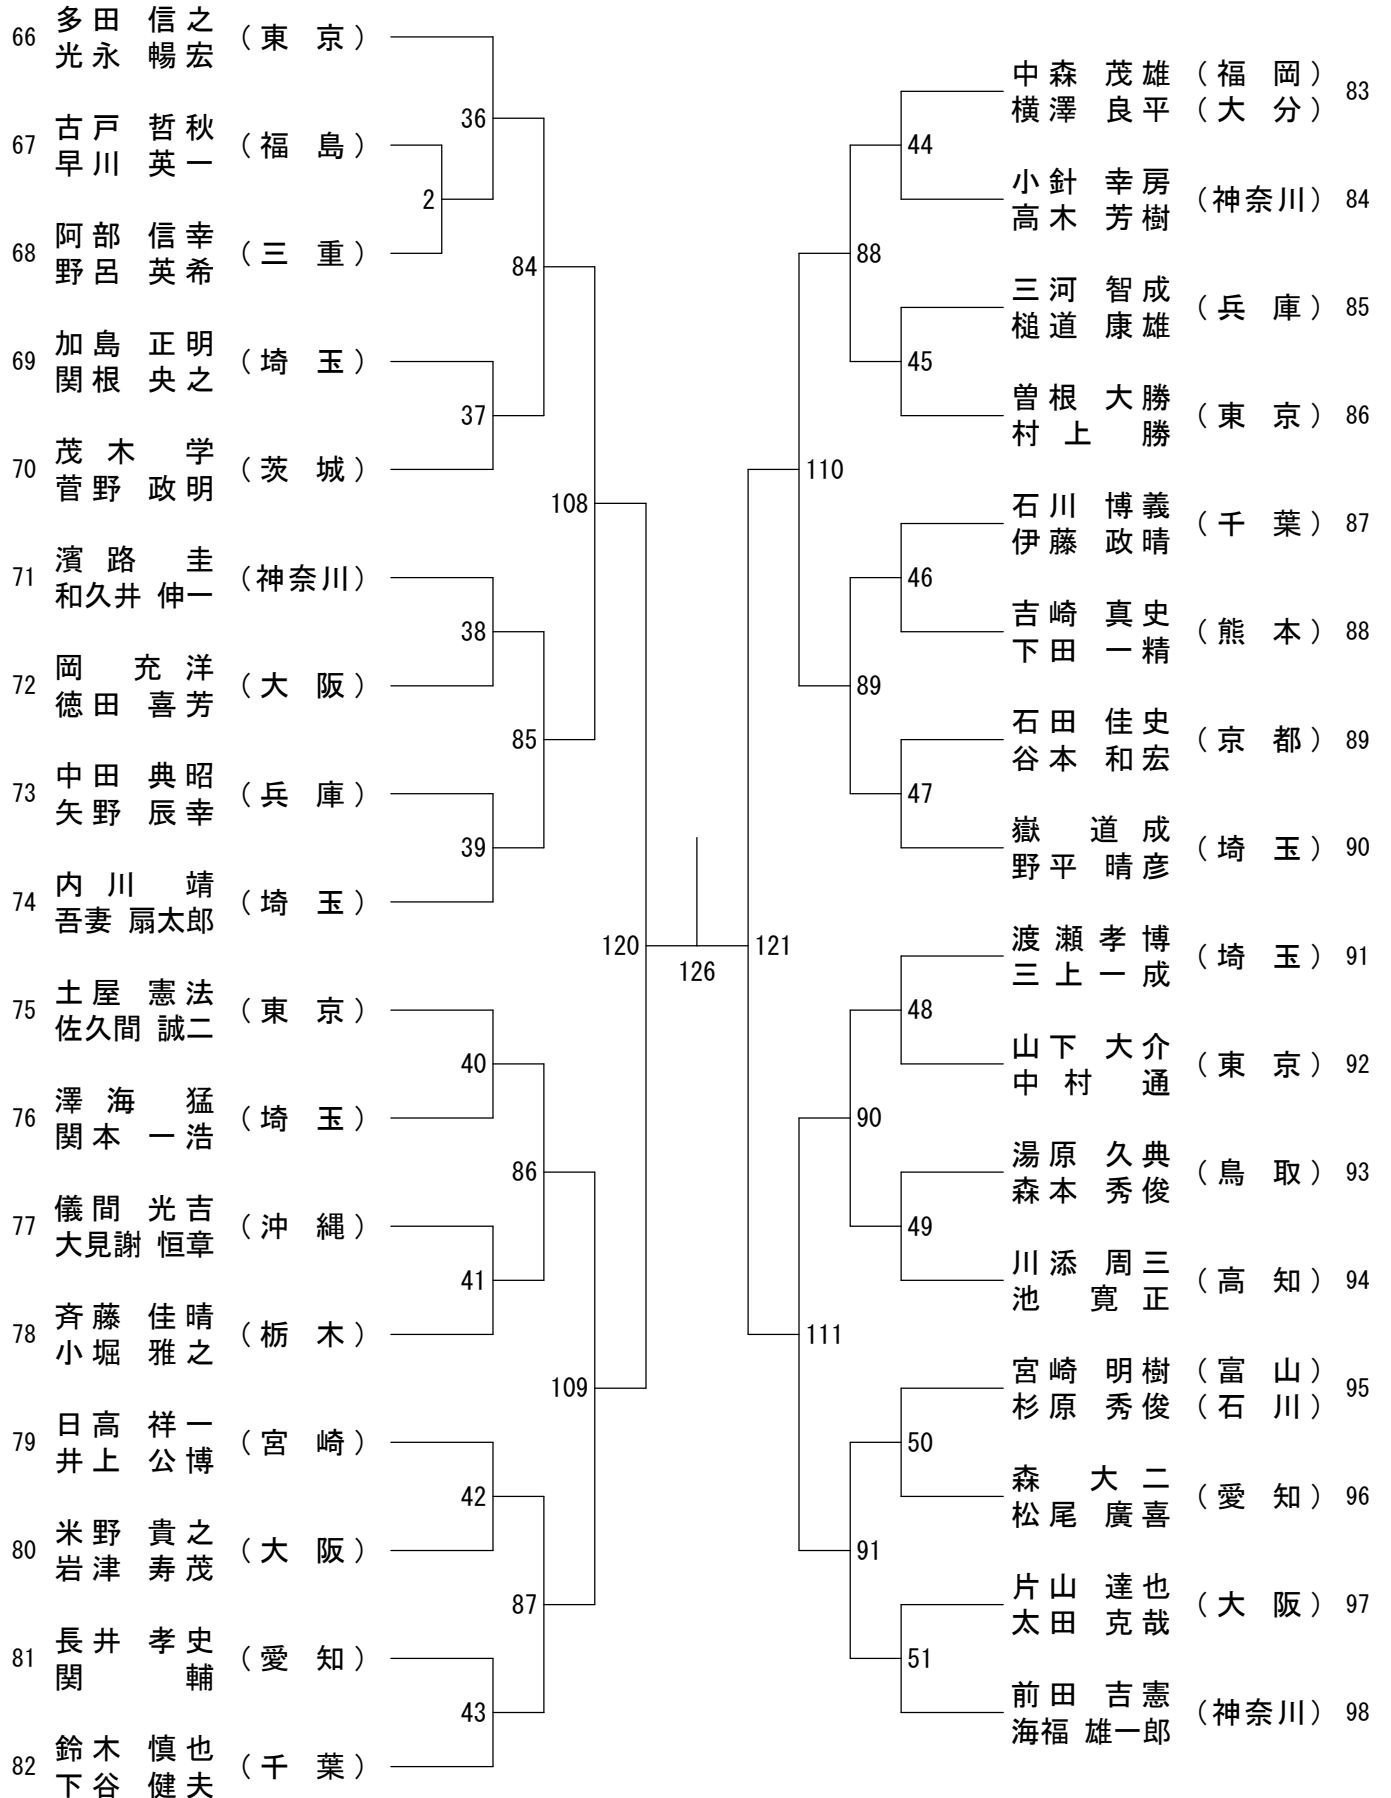 66 多田 信之 (東 京)
光永 暢宏
67 古戸 哲秋 (福 島)
早川 英一
68 阿部 信幸 (三 重)
野呂 英希
69 加島 正明 (埼 玉)
関根 央之
70 茂木 学 (茨 城)
菅野 政明
71 濱路 圭 (神奈川)
和久井 伸一
72 岡 充洋 (大 阪)
徳田 喜芳
73 中田 典昭 (兵 庫)
矢野 辰幸
74 内川 靖 (埼 玉)
吾妻 扇太郎
75 土屋 憲法 (東 京)
佐久間 誠二
76 澤海 猛 (埼 玉)
関本 一浩
77 儀間 光吉 (沖 縄)
大見謝 恒章
78 斉藤 佳晴 (栃 木)
小堀 雅之
79 日高 祥一 (宮 崎)
井上 公博
80 米野 貴之 (大 阪)
岩津 寿茂
81 長井 孝史 (愛 知)
関 輔
82 鈴木 慎也 (千 葉)
下谷 健夫
2
36
37
38
39
40
41
42
43
84
85
86
87
108
109
120
126
121
110
111
88
89
90
91
44
45
46
47
48
49
50
51
中森 茂雄 (福 岡) 83
横澤 良平 (大 分)
小針 幸房 (神奈川) 84
高木 芳樹
三河 智成 (兵 庫) 85
槌道 康雄
曽根 大勝 (東 京) 86
村上 勝
石川 博義 (千 葉) 87
伊藤 政晴
吉崎 真史 (熊 本) 88
下田 一精
石田 佳史 (京 都) 89
谷本 和宏
嶽 道成 (埼 玉) 90
野平 晴彦
渡瀬孝博 (埼 玉) 91
三上一成
山下 大介 (東 京) 92
中村 通
湯原 久典 (鳥 取) 93
森本 秀俊
川添 周三 (高 知) 94
池 寛正
宮崎 明樹 (富 山) 95
杉原 秀俊 (石 川)
森 大二 (愛 知) 96
松尾 廣喜
片山 達也 (大 阪) 97
太田 克哉
前田 吉憲 (神奈川) 98
海福 雄一郎